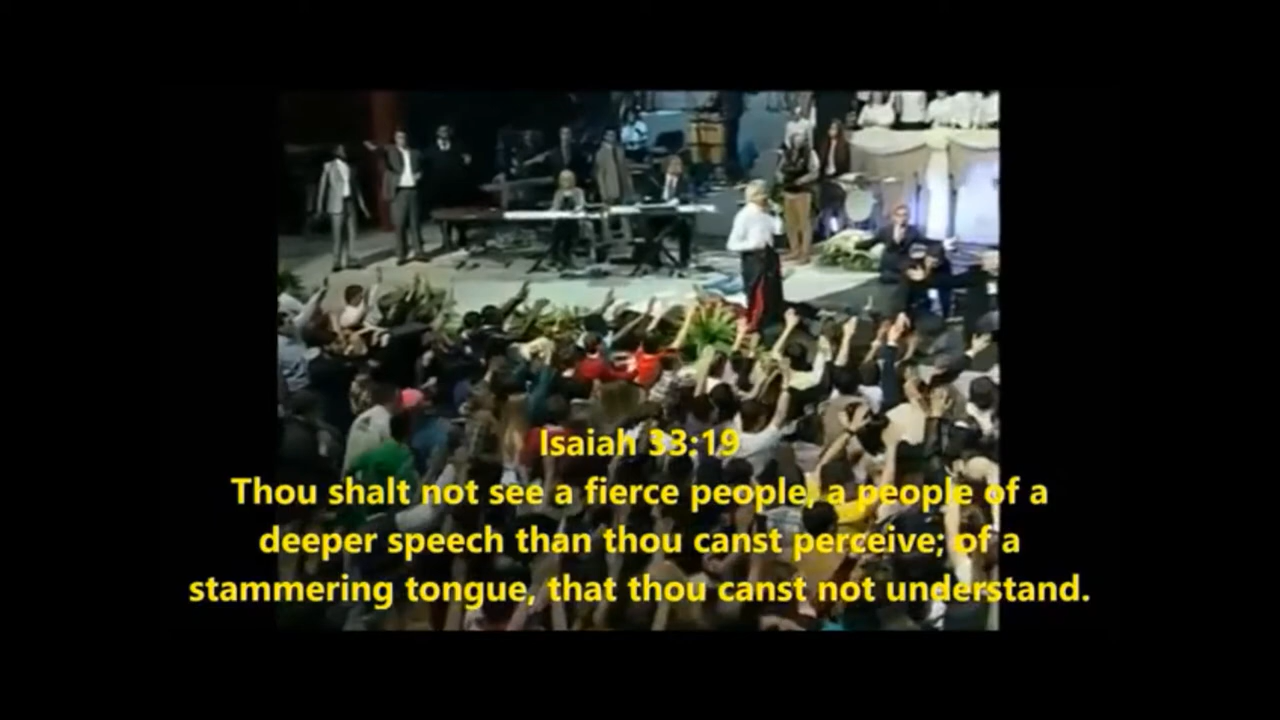 Isaiah 33:19
Thou shalt not see a fierce people, a people of a
deeper speech than thou canst perceive; of a
stammering tongue, that thou canst not understand.